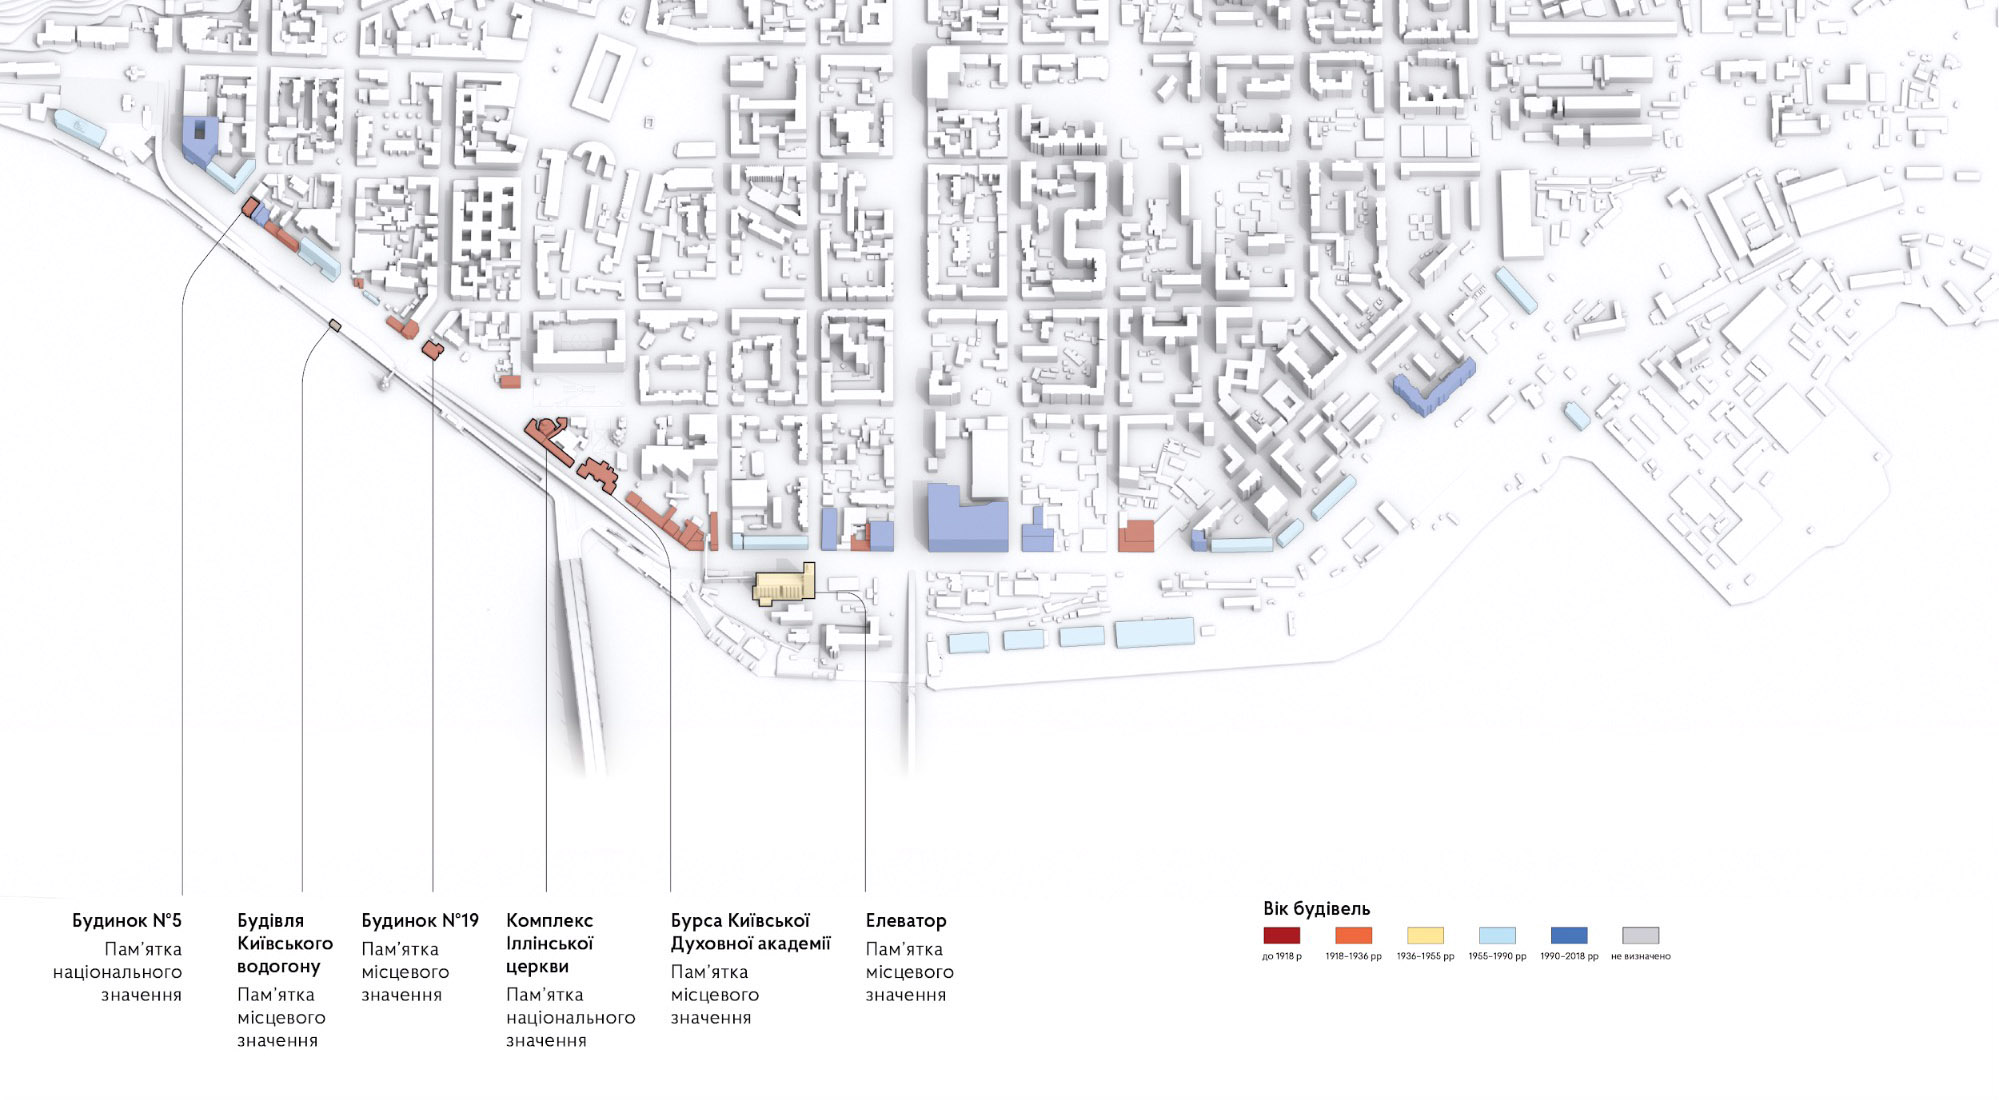 Будинок №5
Пам'ятка
національного
значення
Будівля
Київського
водогону
Пам'ятка
місцевого
значення
Будинок №19
Пам'ятка
місцевого
значення
Комплекс
Іллінської
церкви
Пам'ятка
національного
значення
Бурса Київської
Духовної академії
Пам'ятка
місцевого
значення
Елеватор
Пам'ятка
місцевого
значення
Вік будівель
до 1918 р
1918–1936 рр
1936–1955 рр
1955–1990 рр
1990–2018 рр
не визначено